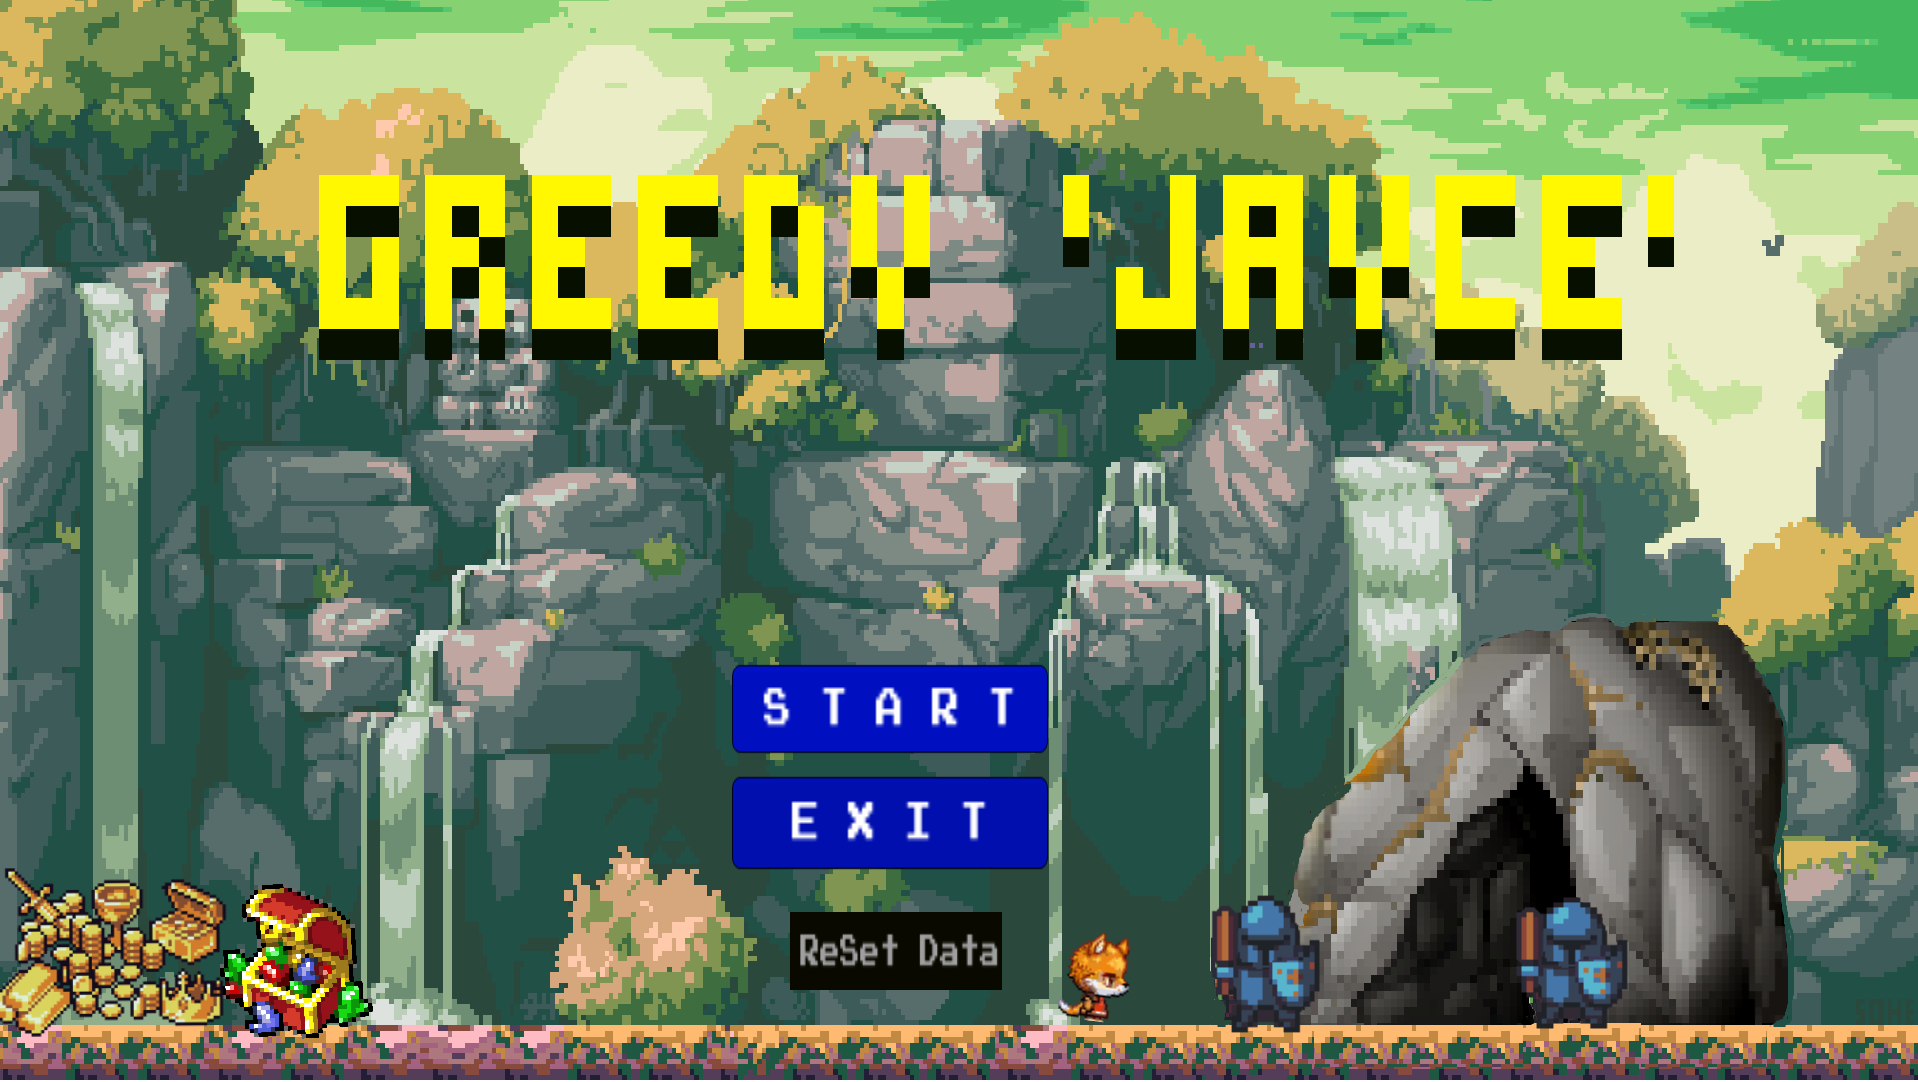 GREEDY 'JAYCE'
START
EXIT
ReSet Data